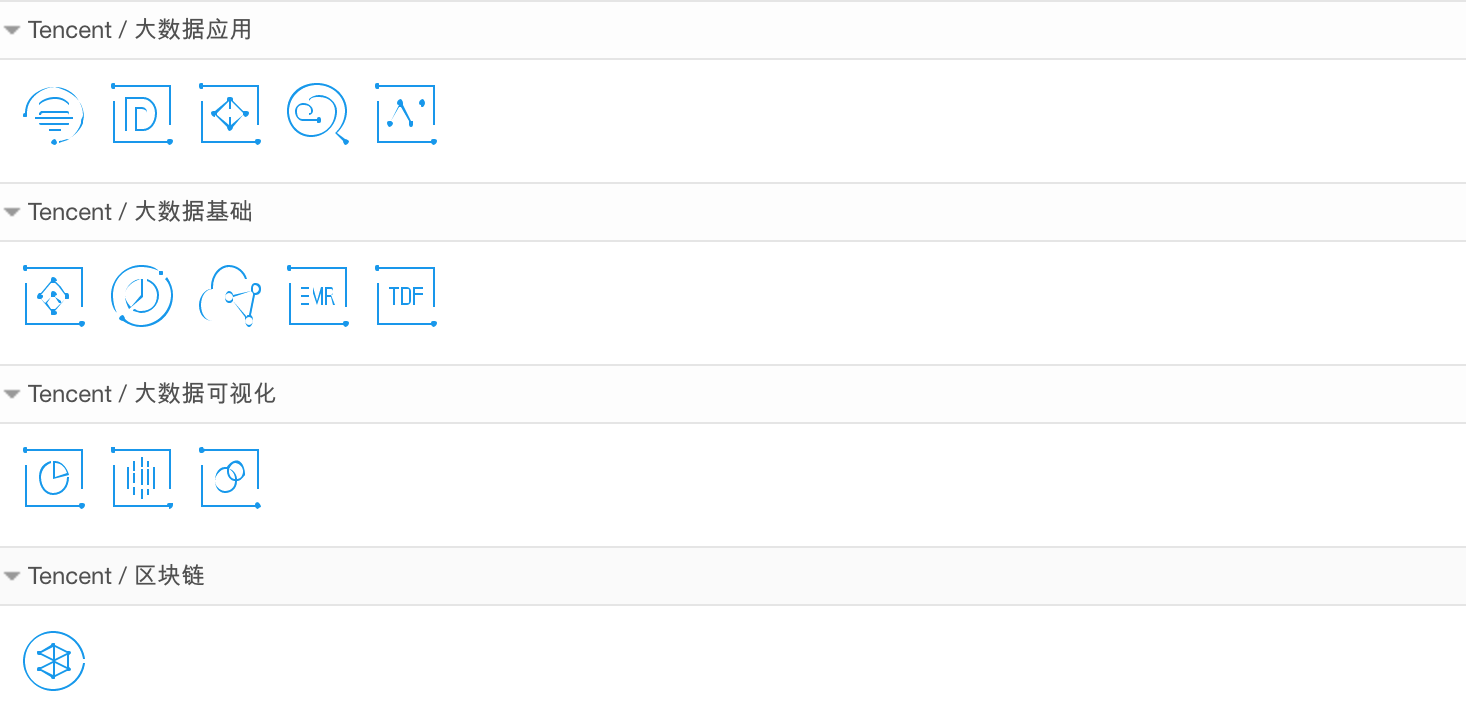 Tencent / 大数据应用
D
Tencent / 大数据基础
EMR TDF
Tencent / 大数据可视化
Tencent / 区块链